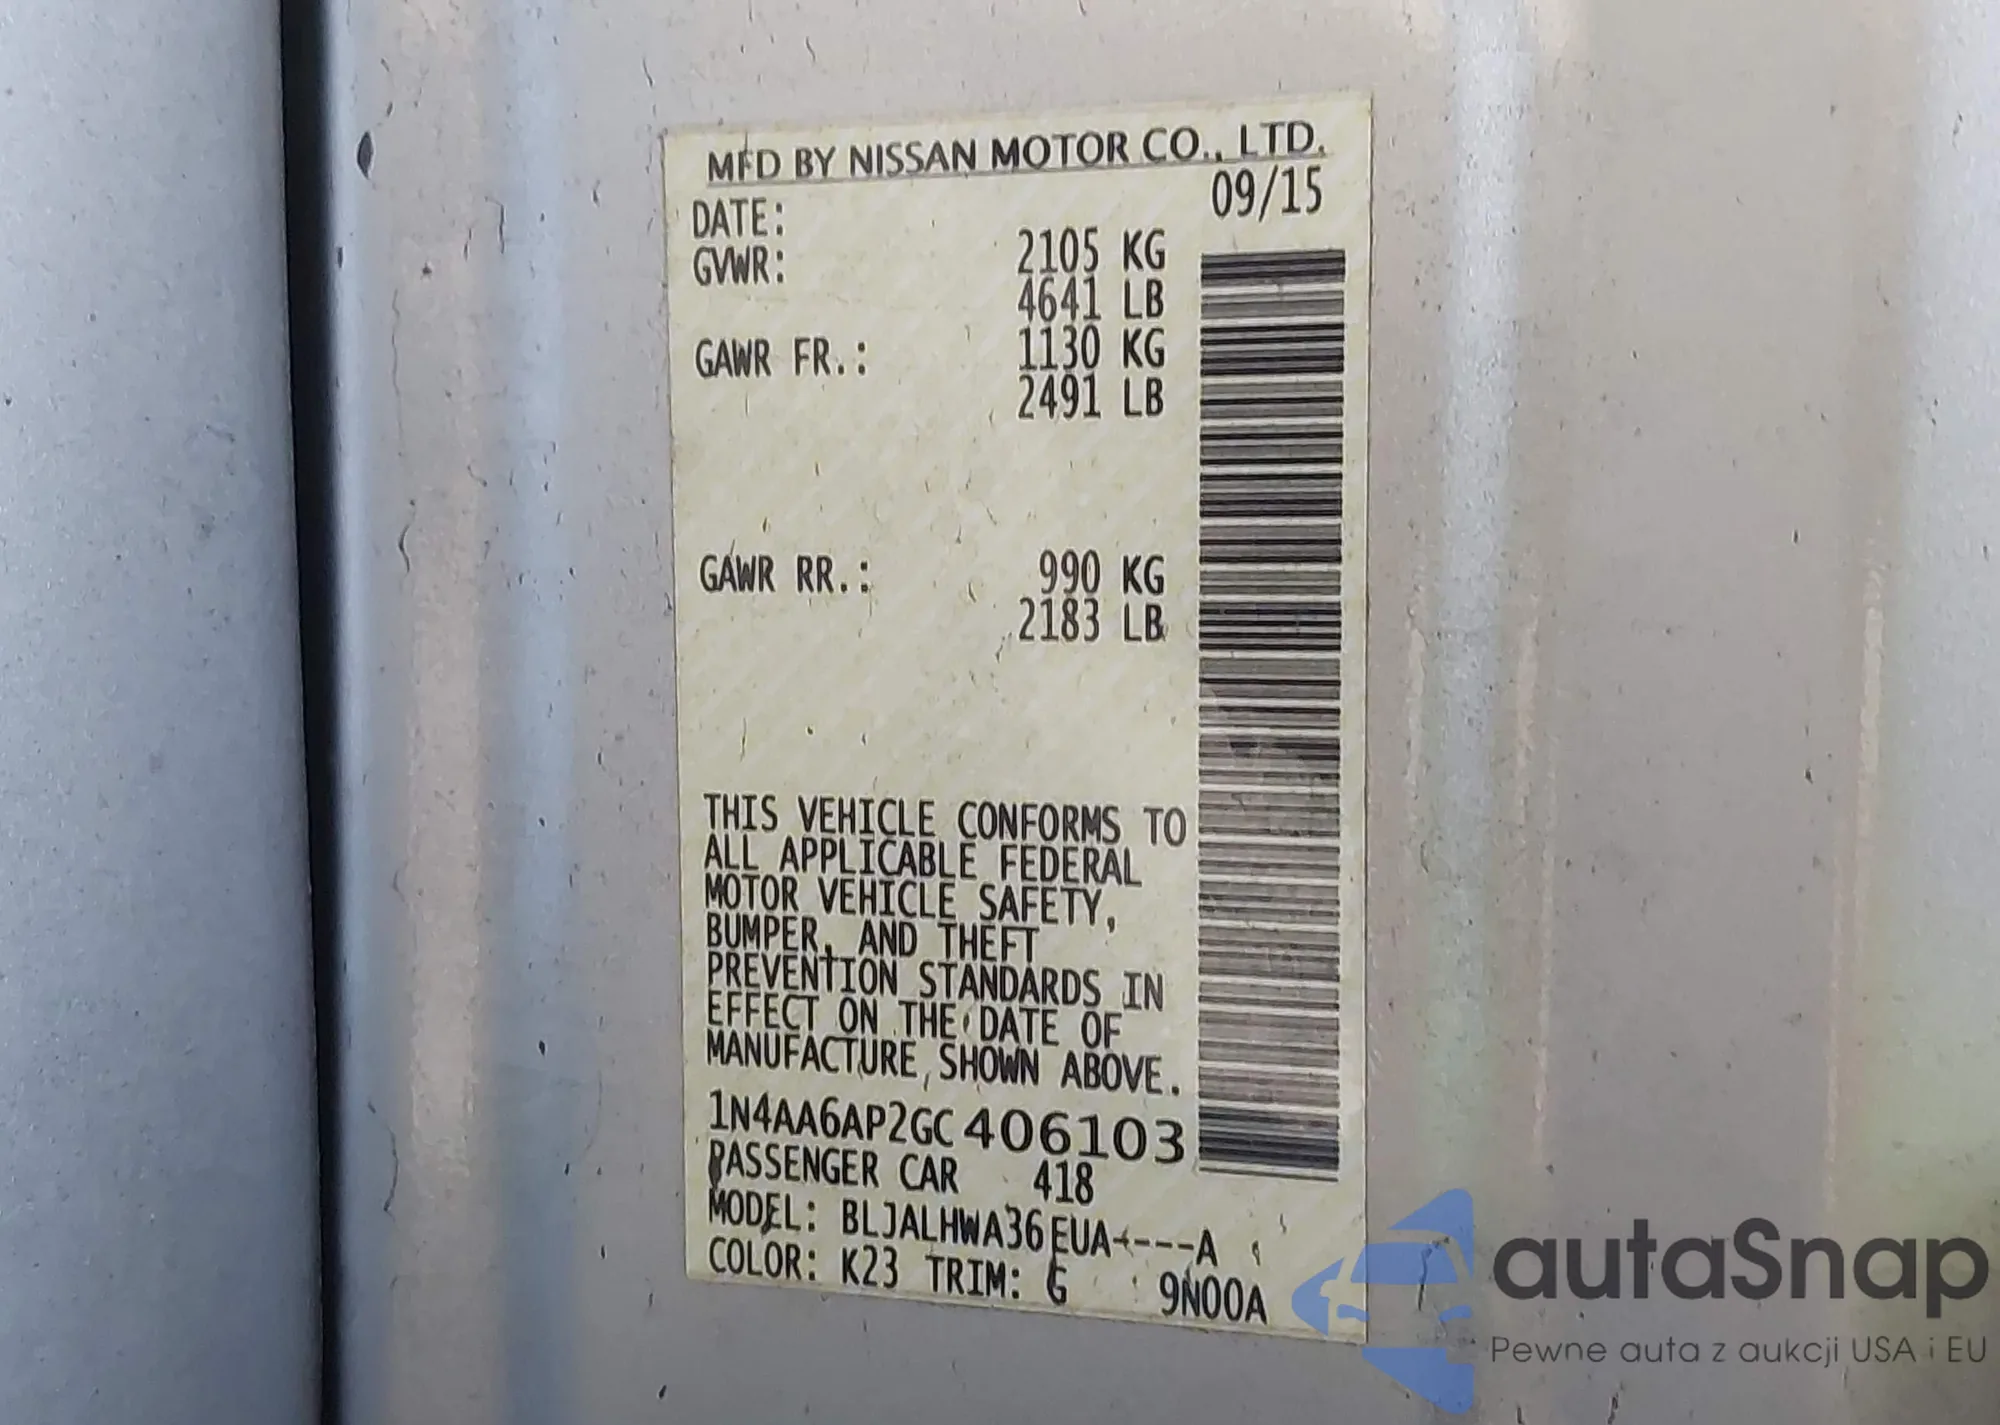 MFD BY NISSAN MOTOR CO., LTD.
DATE: 09/15
GVWR: 2105 KG
4641 LB
GAWR FR.: 1130 KG
2491 LB
GAWR RR.: 990 KG
2183 LB
THIS VEHICLE CONFORMS TO
ALL APPLICABLE FEDERAL
MOTOR VEHICLE SAFETY,
BUMPER, AND THEFT
PREVENTION STANDARDS IN
EFFECT ON THE DATE OF
MANUFACTURE SHOWN ABOVE.
1N4AA6AP2GC406103
PASSENGER CAR 418
MODEL: BLJALHWA36EUA----A
COLOR: K23 TRIM: G 9N00A
autaSnap
Pewne auta z aukcji USA i EU